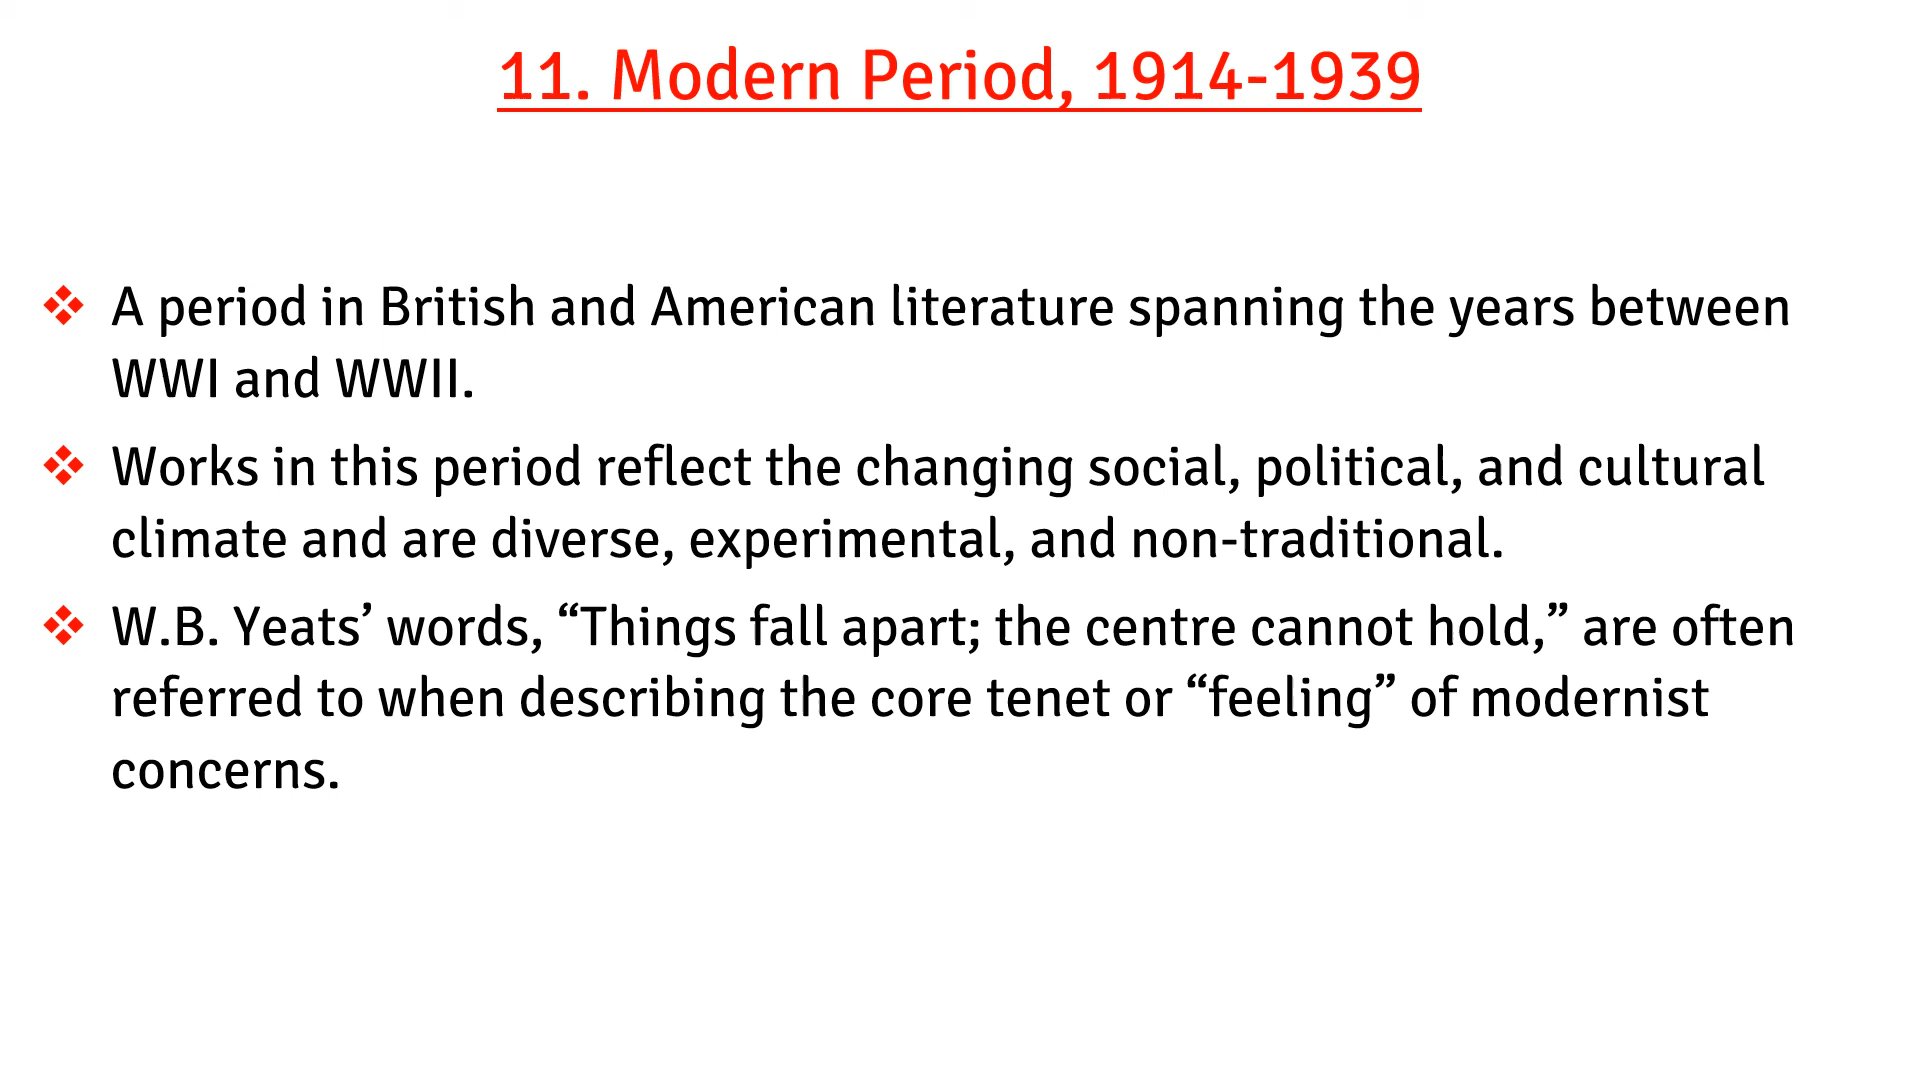 11. Modern Period, 1914-1939
❖ A period in British and American literature spanning the years between
WWI and WWII.
❖ Works in this period reflect the changing social, political, and cultural
climate and are diverse, experimental, and non-traditional.
❖ W.B. Yeats’ words, “Things fall apart; the centre cannot hold,” are often
referred to when describing the core tenet or “feeling” of modernist
concerns.